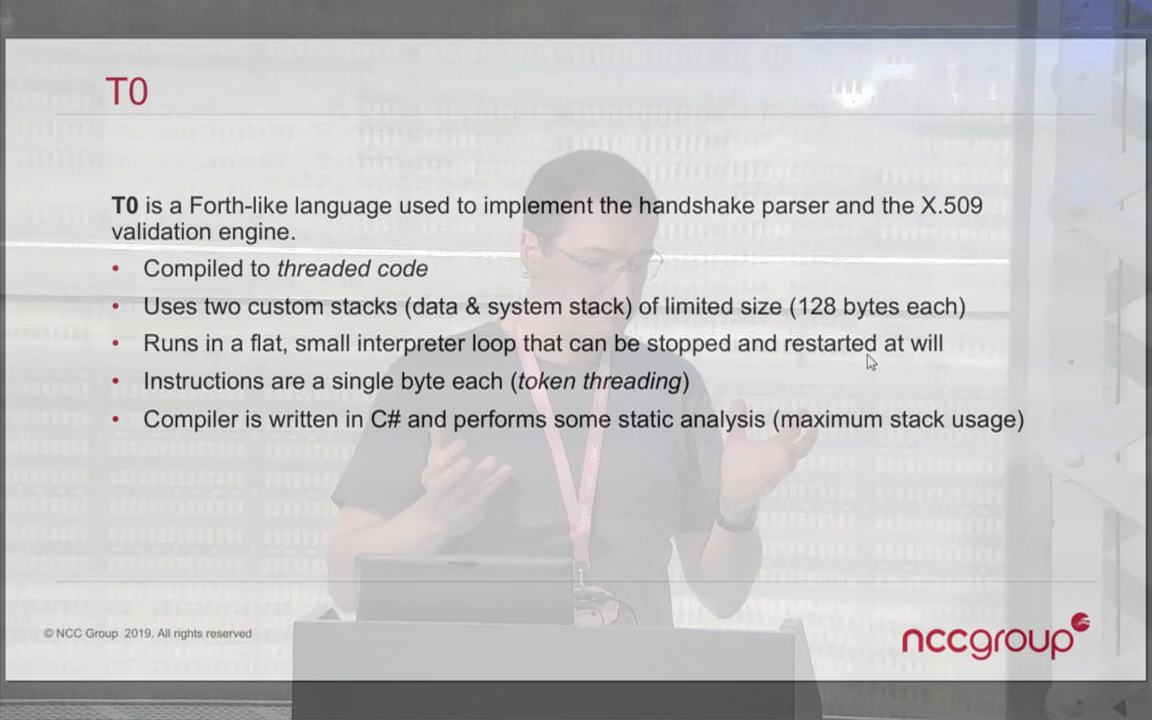 T0
T0 is a Forth-like language used to implement the handshake parser and the X.509
validation engine.
• Compiled to threaded code
• Uses two custom stacks (data & system stack) of limited size (128 bytes each)
• Runs in a flat, small interpreter loop that can be stopped and restarted at will
• Instructions are a single byte each (token threading)
• Compiler is written in C# and performs some static analysis (maximum stack usage)
© NCC Group 2019. All rights reserved
nccgroup